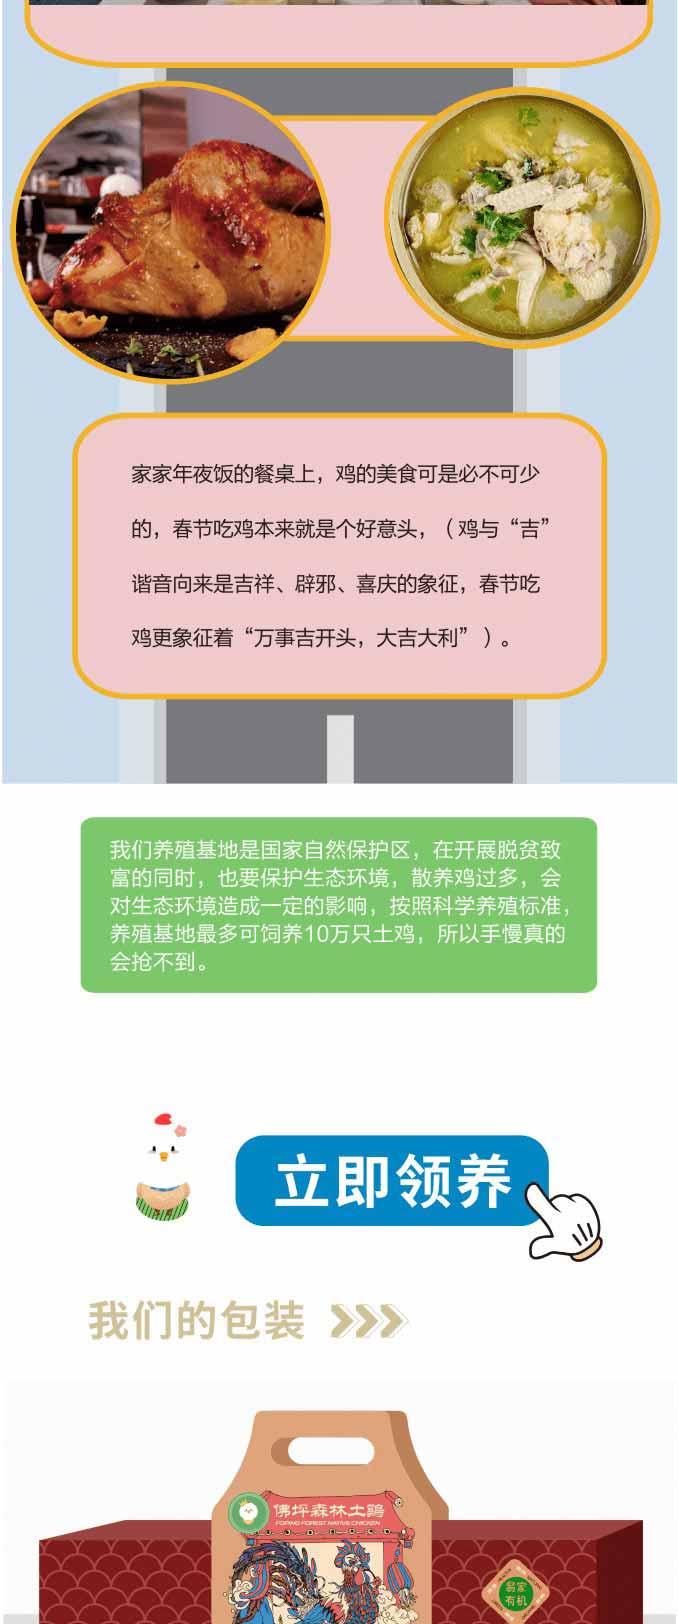 家家年夜饭的餐桌上，鸡的美食可是必不可少
的，春节吃鸡本来就是个好意头，（鸡与“吉”
谐音向来是吉祥、辟邪、喜庆的象征，春节吃
鸡更象征着“万事吉开头，大吉大利”）。
我们养殖基地是国家自然保护区，在开展脱贫致
富的同时，也要保护生态环境，散养鸡过多，会
对生态环境造成一定的影响，按照科学养殖标准，
养殖基地最多可饲养10万只土鸡，所以手慢真的
会抢不到。
立即领养
我们的包装
佛坪森林土鷄
FOPING FOREST NATIVE CHICKEN
易家
有机